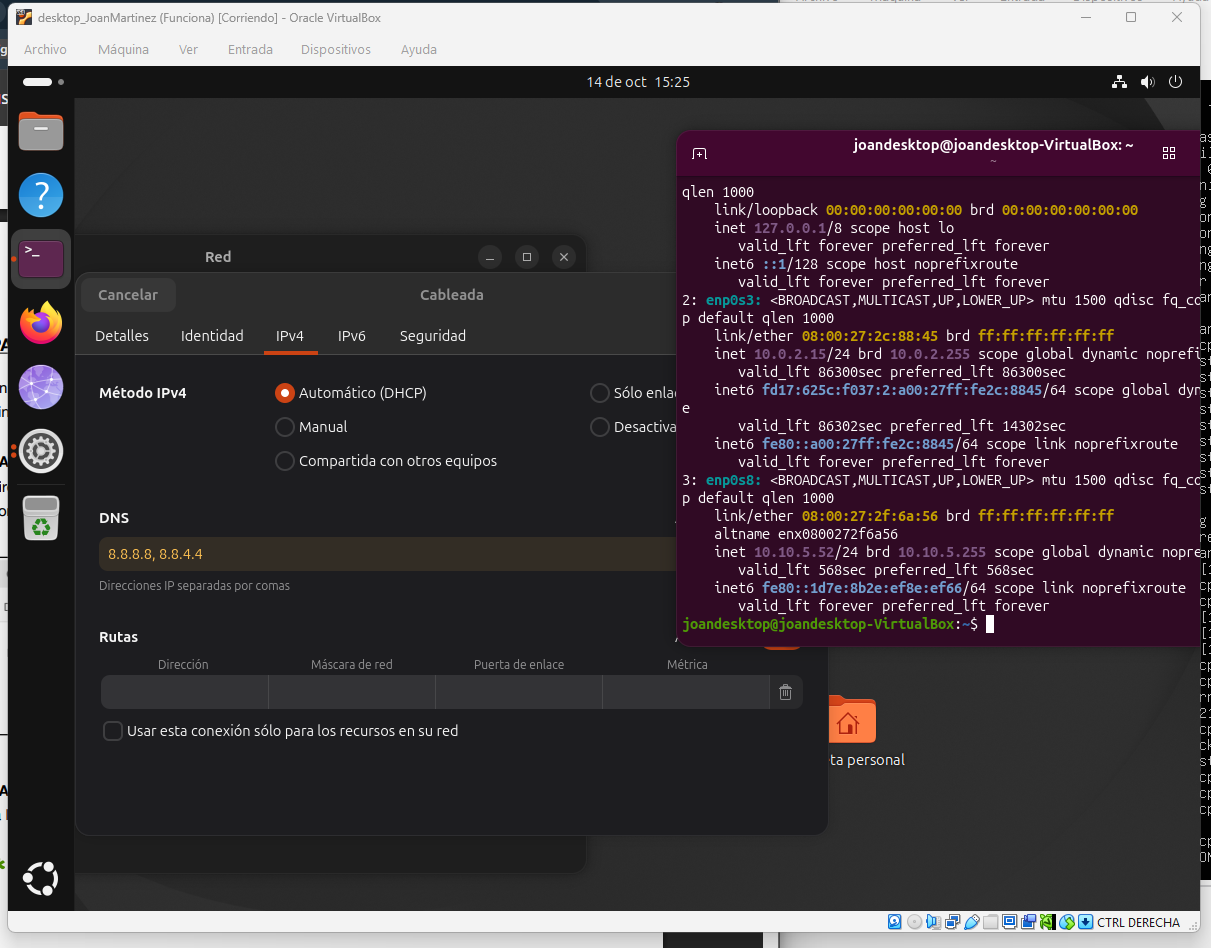 desktop_JoanMartinez (Funciona) [Corriendo] - Oracle VirtualBox
Archivo Máquina Ver Entrada Dispositivos Ayuda
14 de oct 15:25
joandesktop@joandesktop-VirtualBox: ~
~
qlen 1000
link/loopback 00:00:00:00:00:00 brd 00:00:00:00:00:00
inet 127.0.0.1/8 scope host lo
valid_lft forever preferred_lft forever
inet6 ::1/128 scope host noprefixroute
valid_lft forever preferred_lft forever
2: enp0s3: <BROADCAST,MULTICAST,UP,LOWER_UP> mtu 1500 qdisc fq_co
p default qlen 1000
link/ether 08:00:27:2c:88:45 brd ff:ff:ff:ff:ff:ff
inet 10.0.2.15/24 brd 10.0.2.255 scope global dynamic noprefi
valid_lft 86300sec preferred_lft 86300sec
inet6 fd17:625c:f037:2:a00:27ff:fe2c:8845/64 scope global dyn
e
valid_lft 86302sec preferred_lft 14302sec
inet6 fe80::a00:27ff:fe2c:8845/64 scope link noprefixroute
valid_lft forever preferred_lft forever
3: enp0s8: <BROADCAST,MULTICAST,UP,LOWER_UP> mtu 1500 qdisc fq_co
p default qlen 1000
link/ether 08:00:27:2f:6a:56 brd ff:ff:ff:ff:ff:ff
altname enx0800272f6a56
inet 10.10.5.52/24 brd 10.10.5.255 scope global dynamic nopre
valid_lft 568sec preferred_lft 568sec
inet6 fe80::1d7e:8b2e:ef8e:ef66/64 scope link noprefixroute
valid_lft forever preferred_lft forever
joandesktop@joandesktop-VirtualBox:~$
Red
Cancelar Cableada
Detalles Identidad IPv4 IPv6 Seguridad
Método IPv4 Automático (DHCP) Sólo enlac
Manual Desactiva
Compartida con otros equipos
DNS
8.8.8.8, 8.8.4.4
Direcciones IP separadas por comas
Rutas
Dirección Máscara de red Puerta de enlace Métrica
Usar esta conexión sólo para los recursos en su red
ta personal
CTRL DERECHA